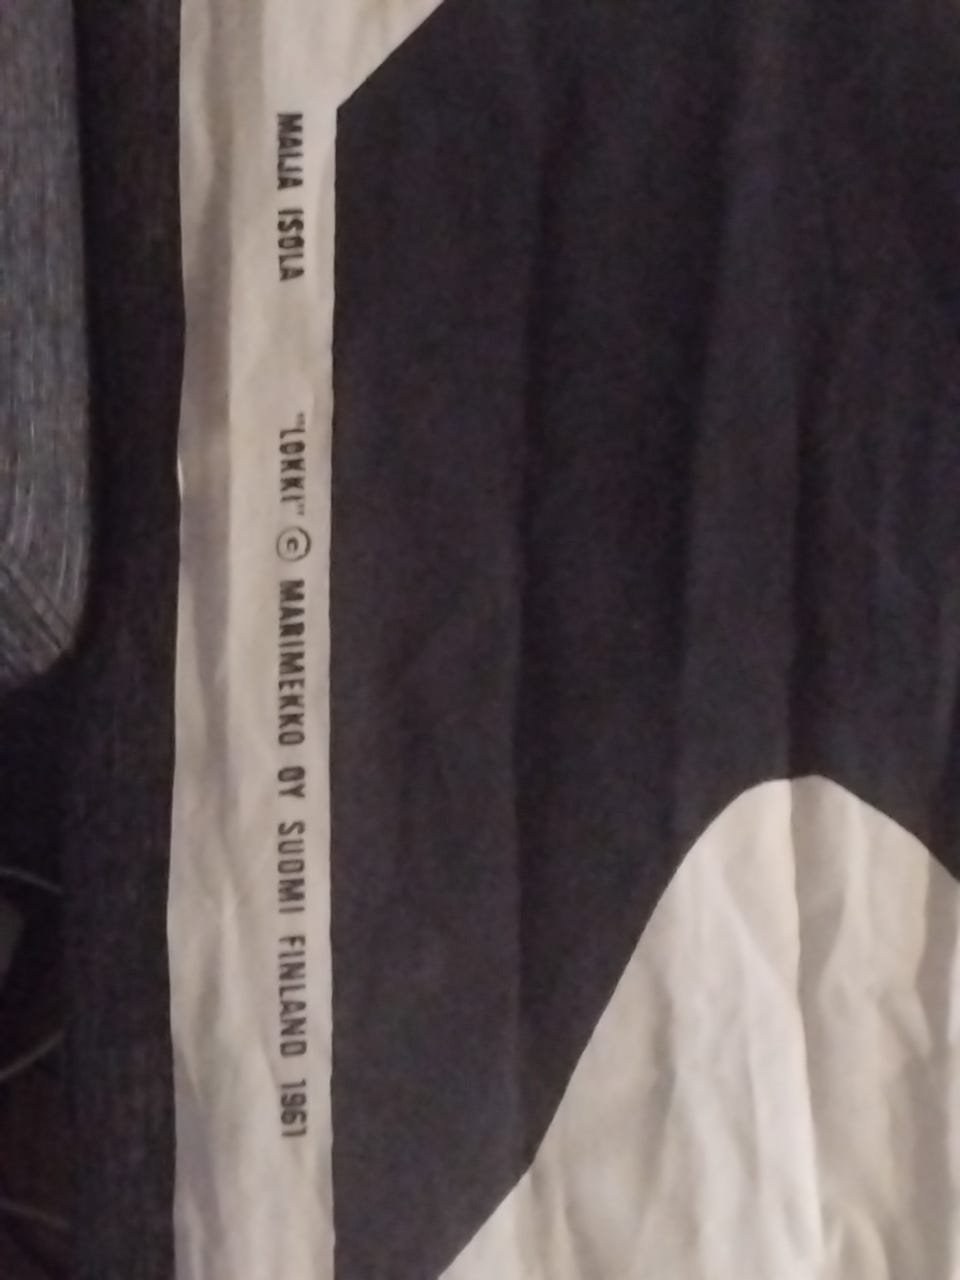 MAIJA ISOLA "LOKKI" © MARIMEKKO OY SUOMI FINLAND 1961